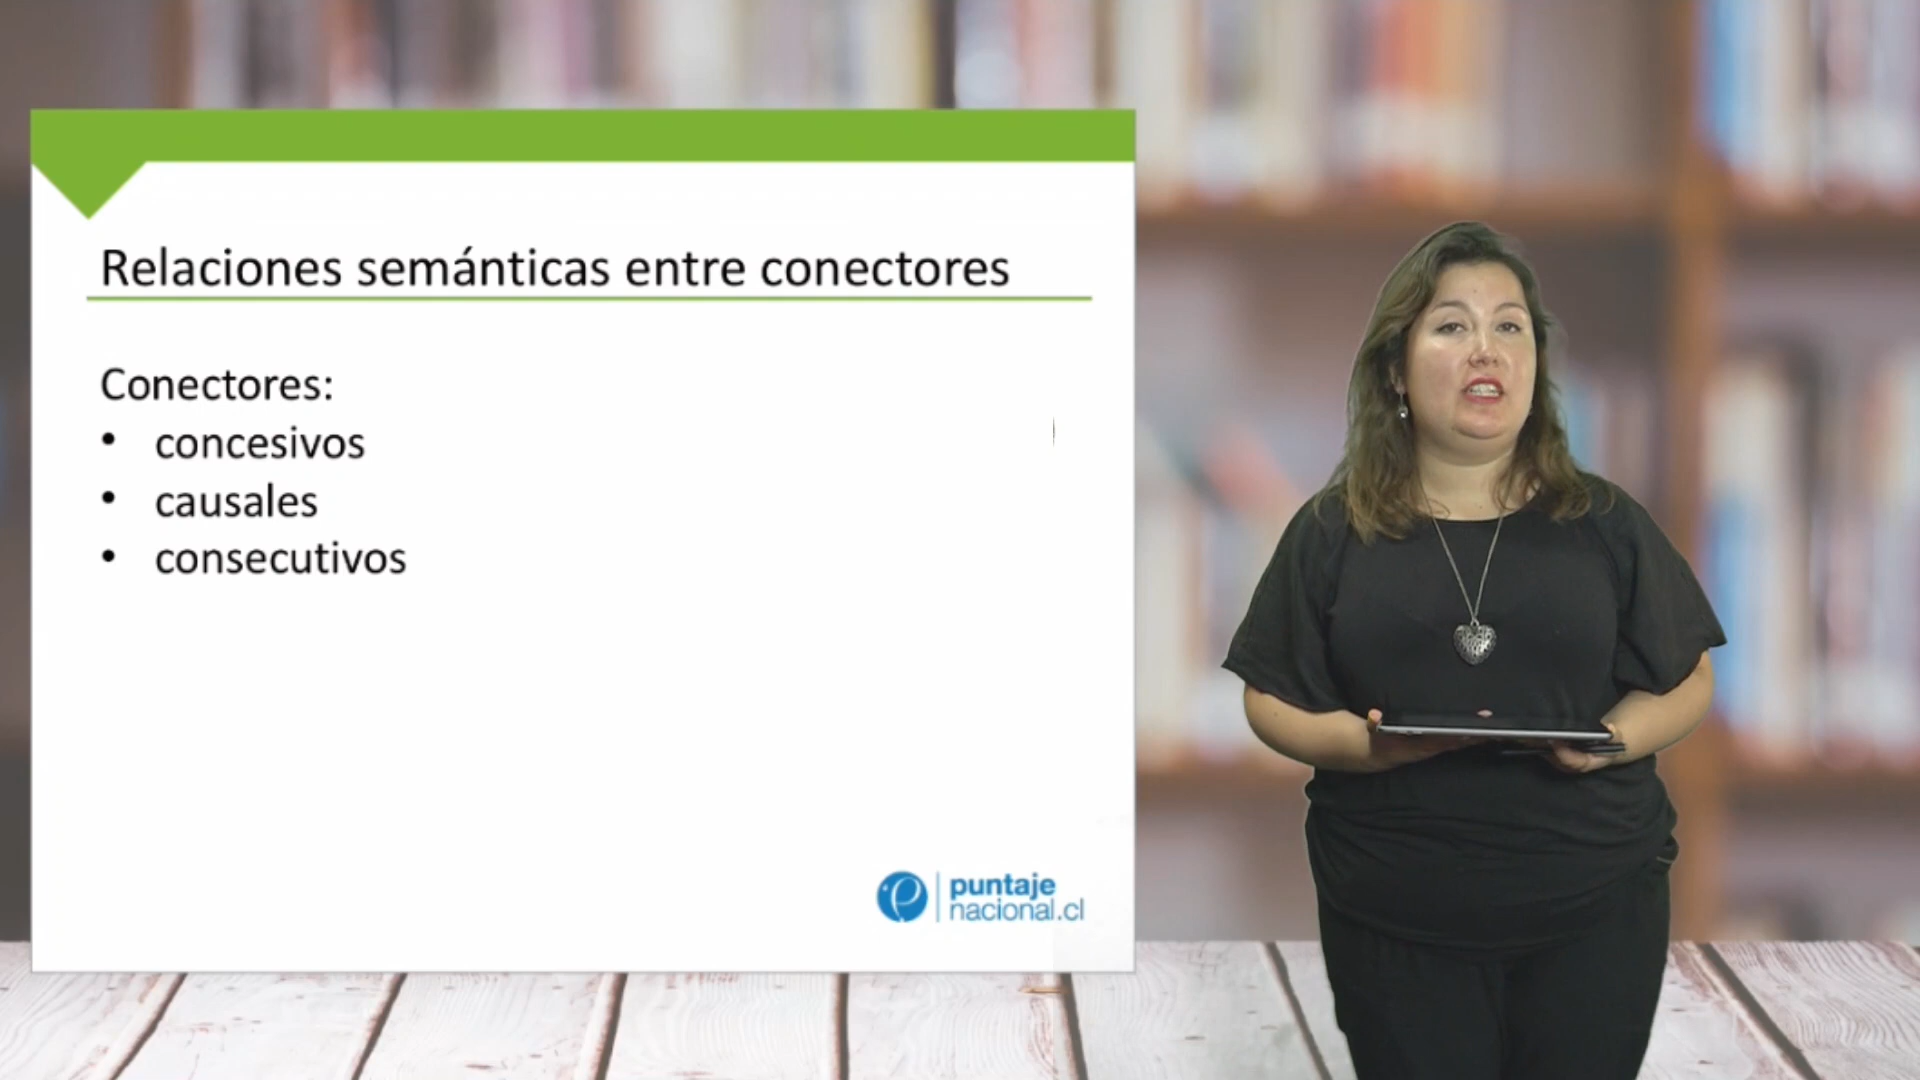 Relaciones semánticas entre conectores
Conectores:
• concesivos
• causales
• consecutivos
puntaje
nacional.cl